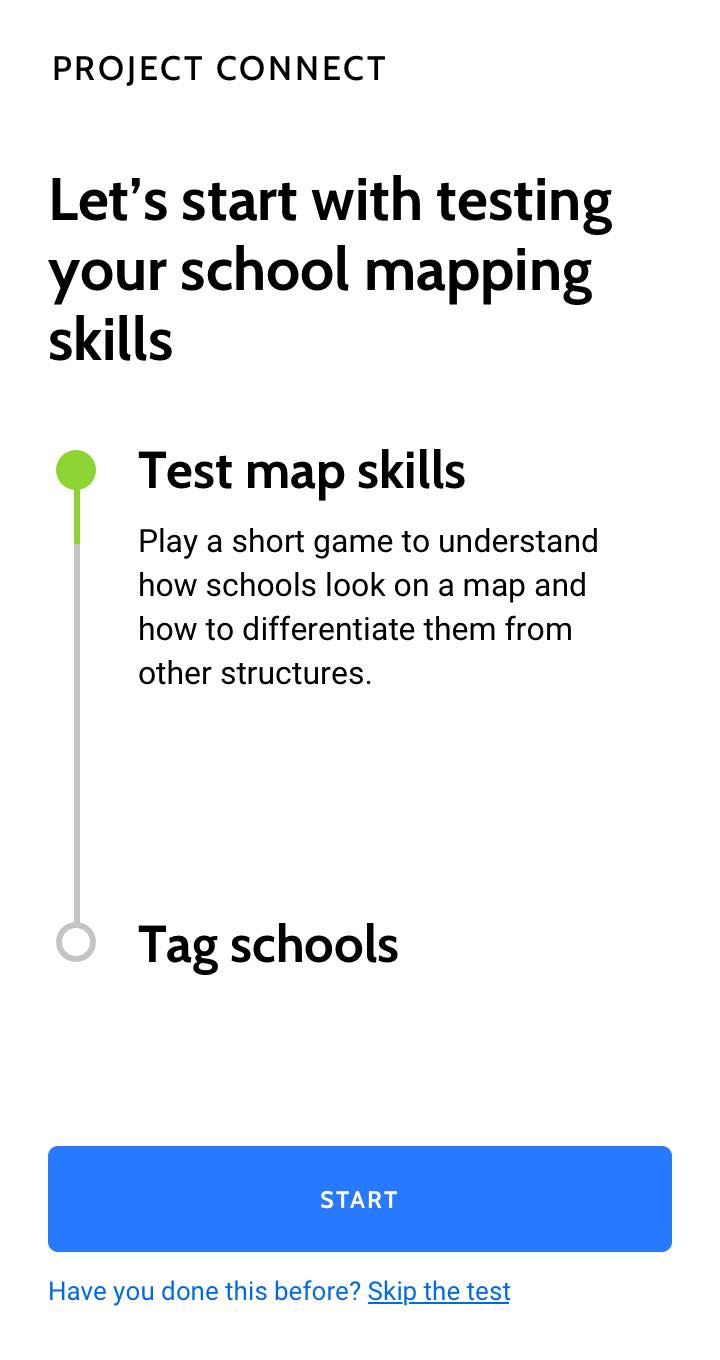 PROJECT CONNECT
Let’s start with testing
your school mapping
skills
Test map skills
Play a short game to understand
how schools look on a map and
how to differentiate them from
other structures.
Tag schools
START
Have you done this before? Skip the test